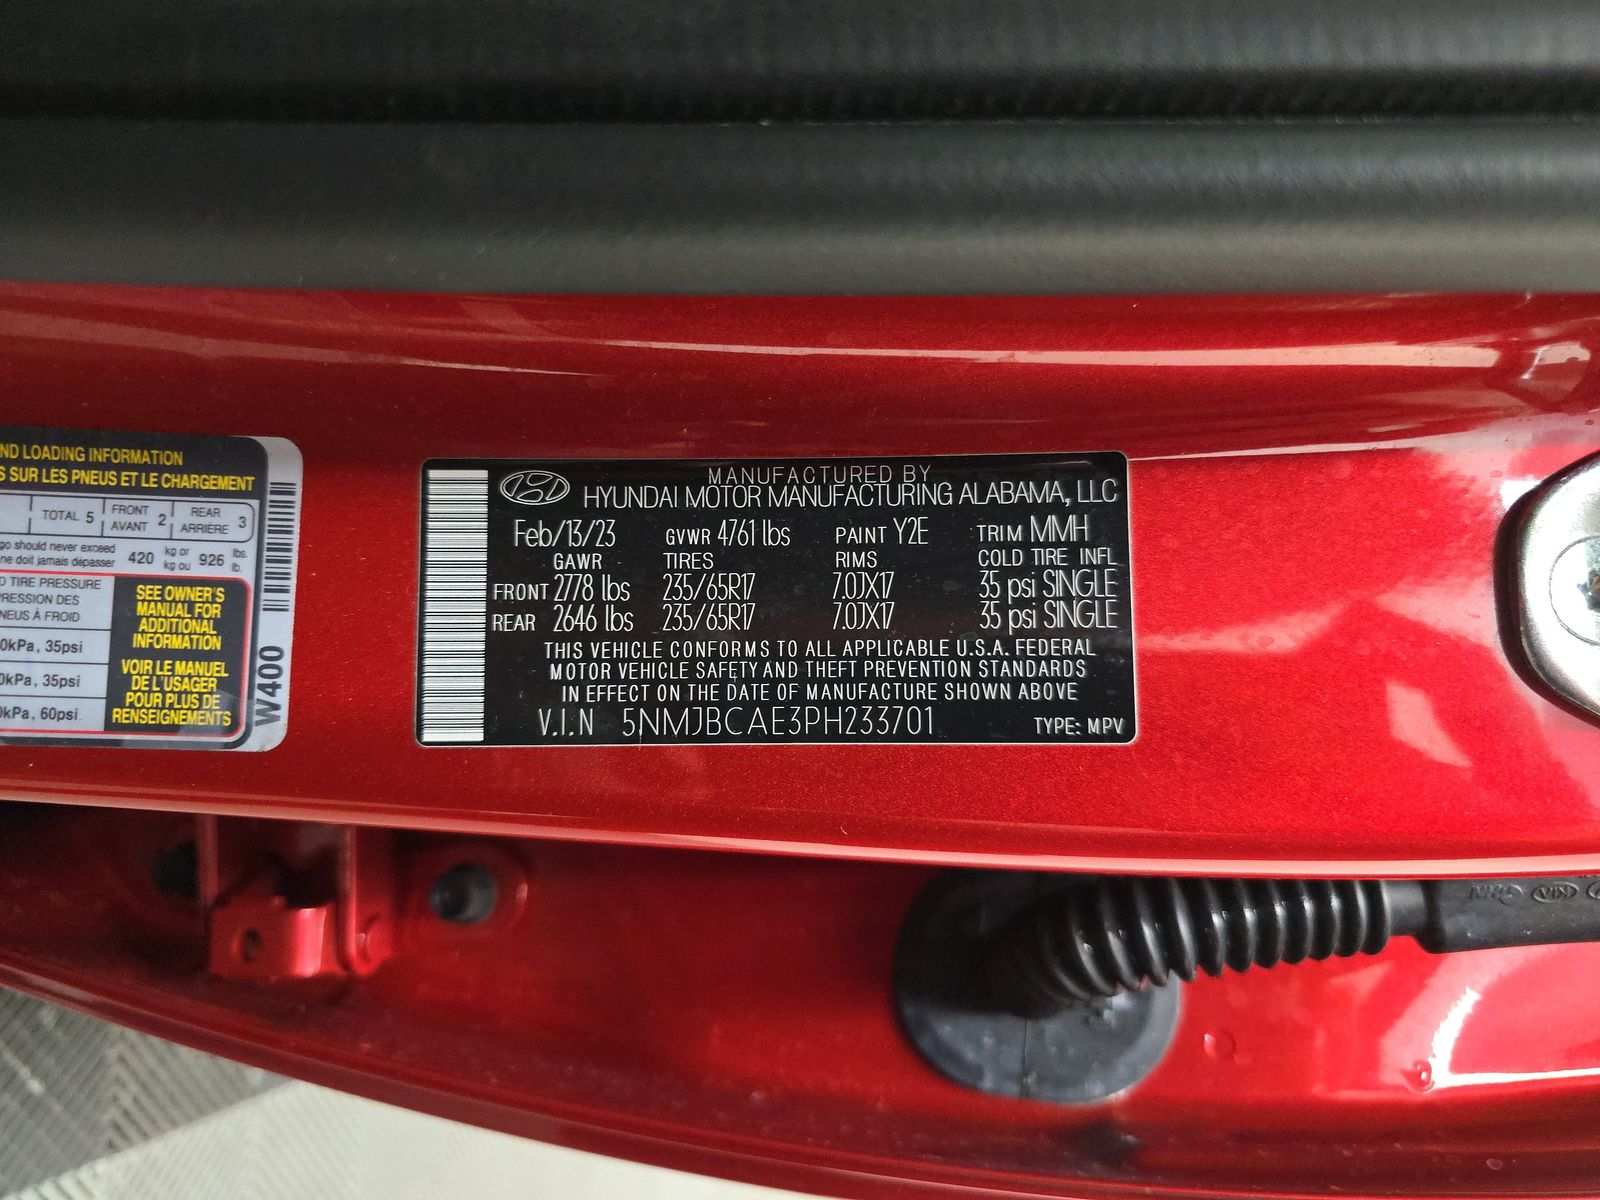 ND LOADING INFORMATION
S SUR LES PNEUS ET LE CHARGEMENT
TOTAL 5 FRONT AVANT 2 REAR ARRIÈRE 3
go should never exceed
ne doit jamais dépasser 420 kg or kg ou 926 lbs. lb.
D TIRE PRESSURE
RESSION DES
NEUS À FROID
0kPa, 35psi
0kPa, 35psi
0kPa, 60psi
SEE OWNER'S
MANUAL FOR
ADDITIONAL
INFORMATION
VOIR LE MANUEL
DE L'USAGER
POUR PLUS DE
RENSEIGNEMENTS
W400
MANUFACTURED BY
HYUNDAI MOTOR MANUFACTURING ALABAMA, LLC
Feb/13/23 GVWR 4761 lbs PAINT Y2E TRIM MMH
GAWR TIRES RIMS COLD TIRE INFL
FRONT 2778 lbs 235/65R17 7.0JX17 35 psi SINGLE
REAR 2646 lbs 235/65R17 7.0JX17 35 psi SINGLE
THIS VEHICLE CONFORMS TO ALL APPLICABLE U.S.A. FEDERAL
MOTOR VEHICLE SAFETY AND THEFT PREVENTION STANDARDS
IN EFFECT ON THE DATE OF MANUFACTURE SHOWN ABOVE
V.I.N 5NMJBCAE3PH233701 TYPE: MPV
KIA